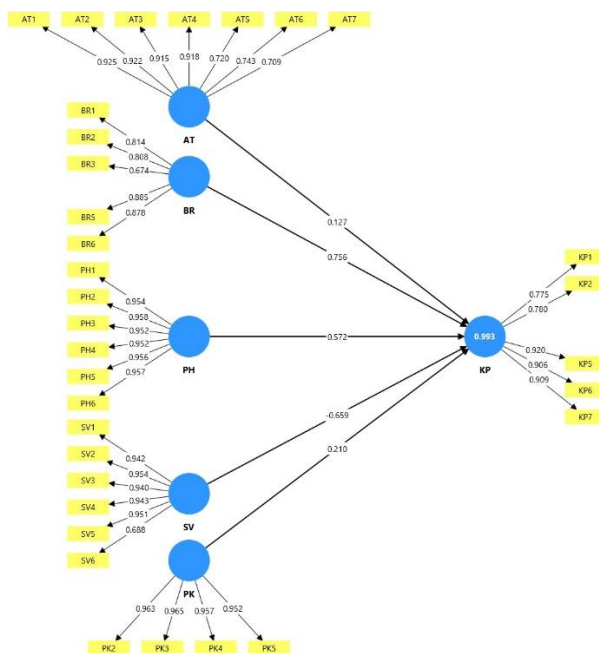 AT1 AT2 AT3 AT4 AT5 AT6 AT7
0.925 0.922 0.915 0.918 0.720 0.743 0.709
AT
BR1
BR2
BR3
BR5
BR6
0.814
0.808
0.674
0.885
0.878
BR
0.127
0.756
PH1
PH2
PH3
PH4
PH5
PH6
0.954
0.958
0.952
0.952
0.956
0.957
PH
0.572
KP1
KP2
KP5
KP6
KP7
0.775
0.780
0.920
0.906
0.909
0.993
KP
SV1
SV2
SV3
SV4
SV5
SV6
0.942
0.954
0.940
0.943
0.951
0.688
SV
-0.659
0.210
PK
0.963 0.965 0.957 0.952
PK2 PK3 PK4 PK5